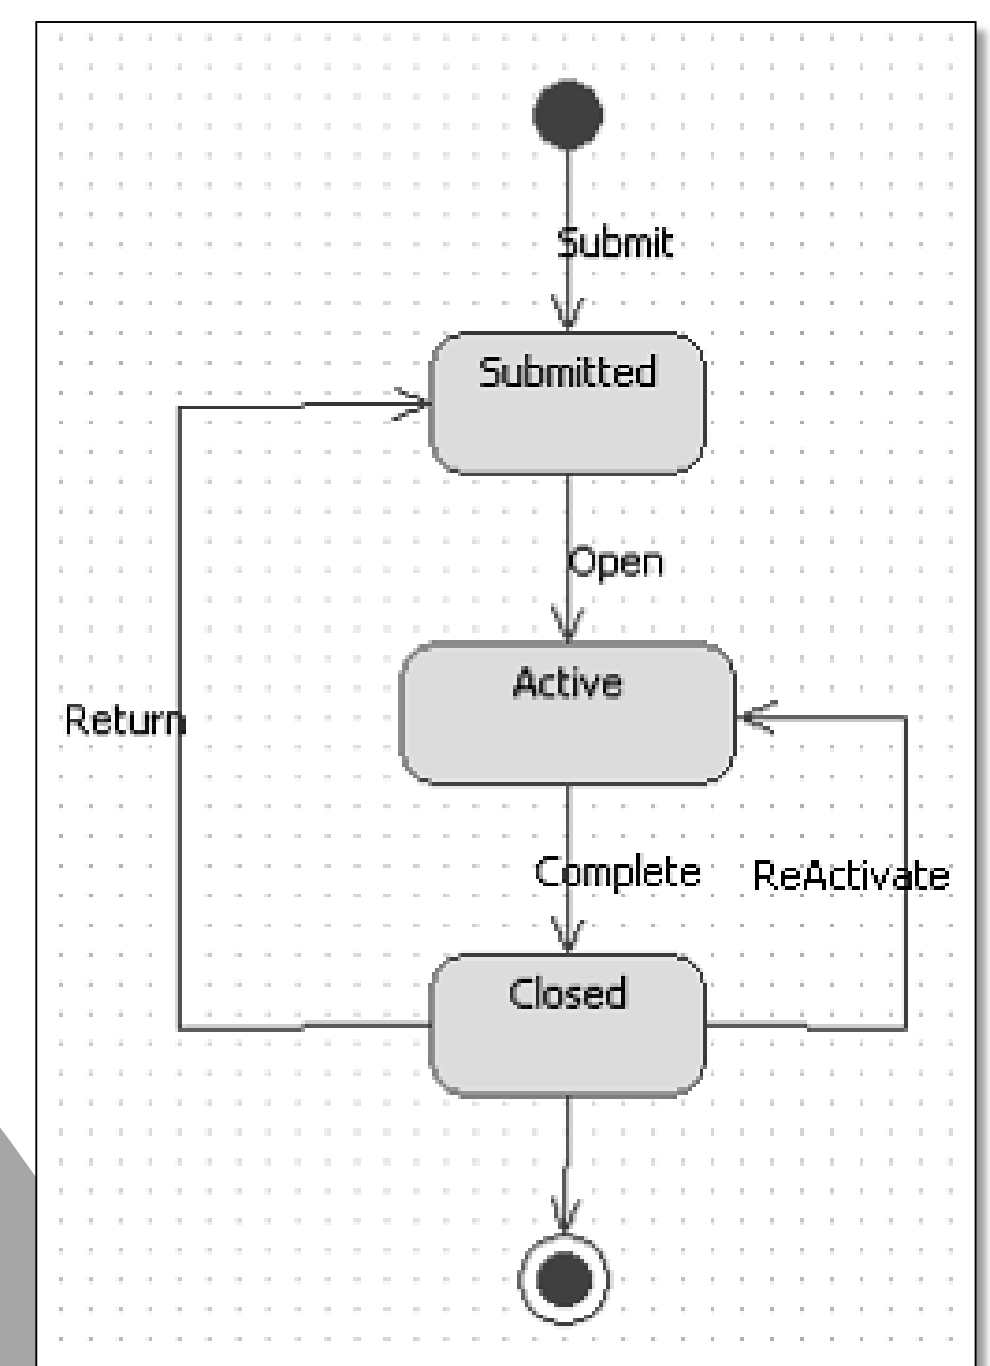 Submit
Submitted
Open
Active
Return
Complete
ReActivate
Closed